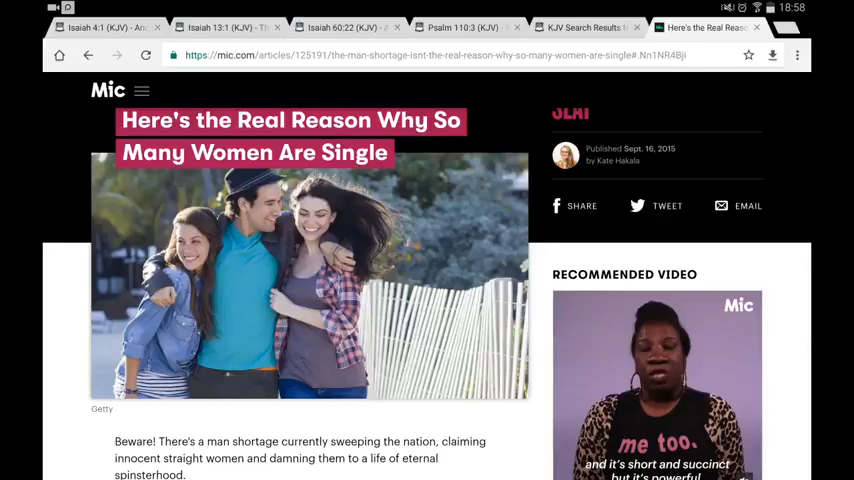 18:58
Isaiah 4:1 (KJV) - An
Isaiah 13:1 (KJV) - T
Isaiah 60:22 (KJV) - A
Psalm 110:3 (KJV) -
KJV Search Results f
Here's the Real Reaso
https://mic.com/articles/125191/the-man-shortage-isnt-the-real-reason-why-so-many-women-are-single#.Nn1NR4Bji
Mic
Here's the Real Reason Why So
Many Women Are Single
Published Sept. 16, 2015
by Kate Hakala
SHARE
TWEET
EMAIL
Getty
Beware! There's a man shortage currently sweeping the nation, claiming
innocent straight women and damning them to a life of eternal
spinsterhood.
RECOMMENDED VIDEO
Mic
me too.
and it's short and succinct
but it's powerful